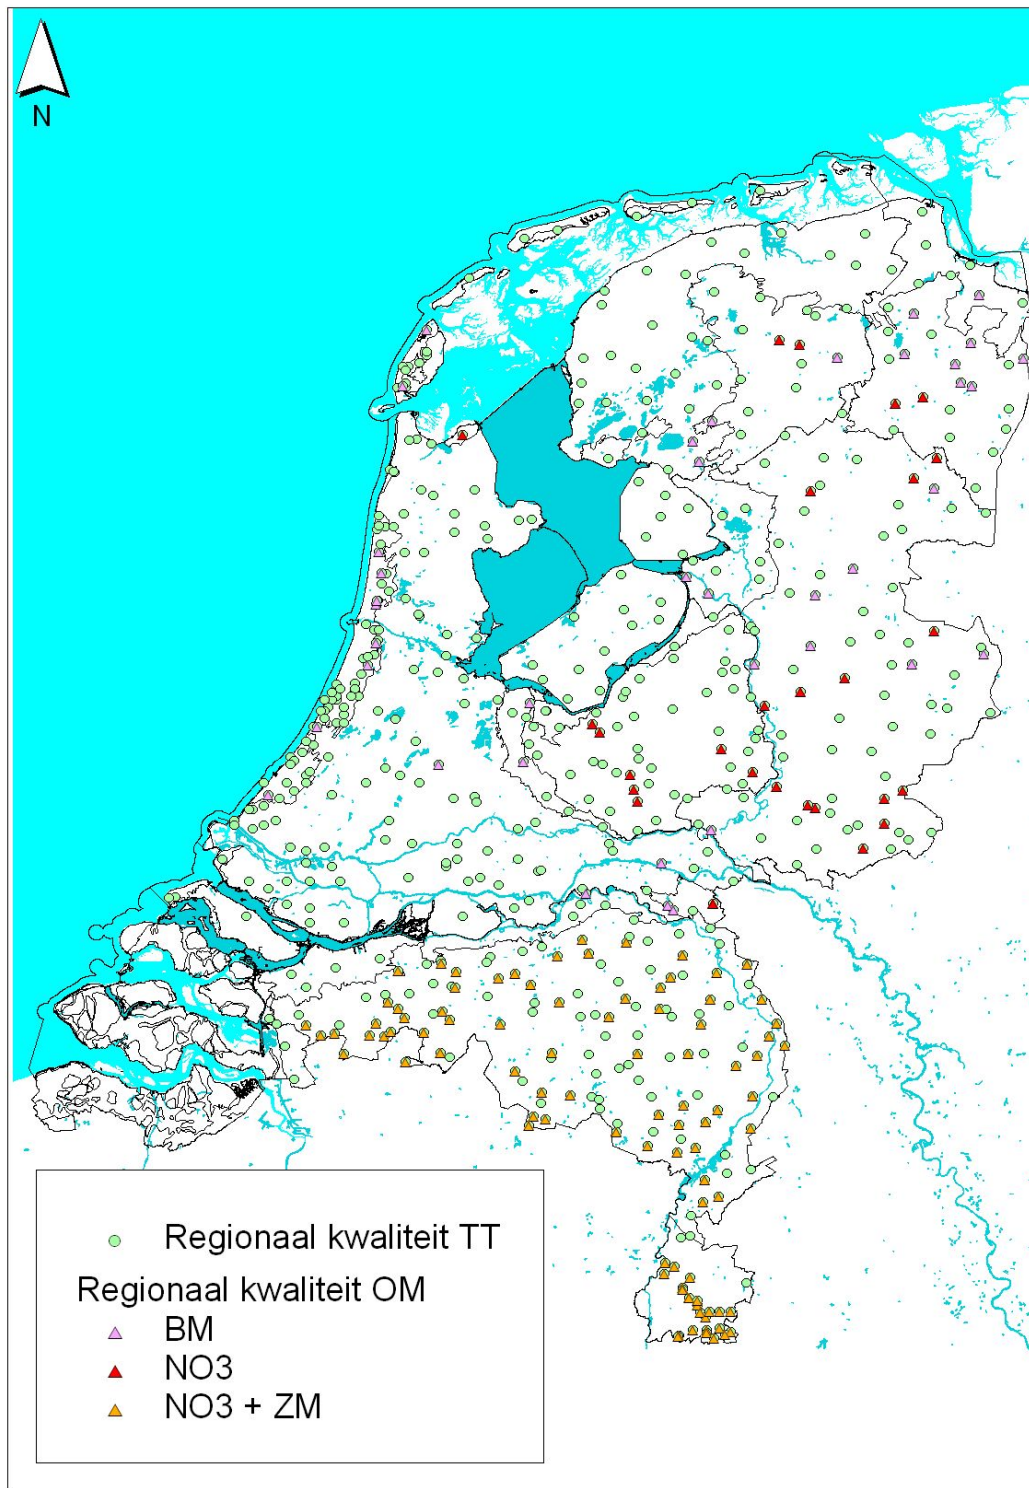 N
Regionaal kwaliteit TT
Regionaal kwaliteit OM
BM
NO3
NO3 + ZM